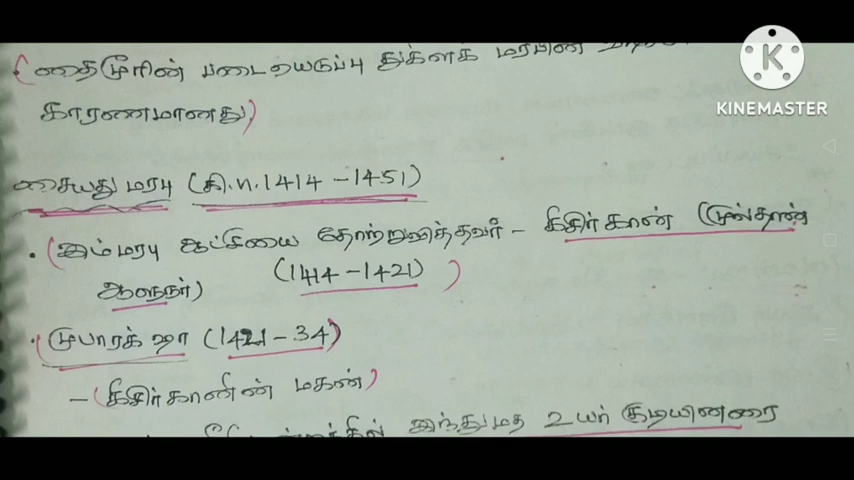 (தைமூரின் படையெடுப்பு துக்ளக் மரபின்
காரணமானது)
KINEMASTER
சையது மரபு (கி.பி.1414 - 1451)
• (இம்மரபு ஆட்சியை தோற்றுவித்தவர் - கிசிர்கான் (முல்தான்
ஆளுநர்) (1414 - 1421) )
• (முபாரக் ஷா (1421 - 34)
- (கிசிர்கானின் மகன்)
இந்துமத உயர் குடியினரை